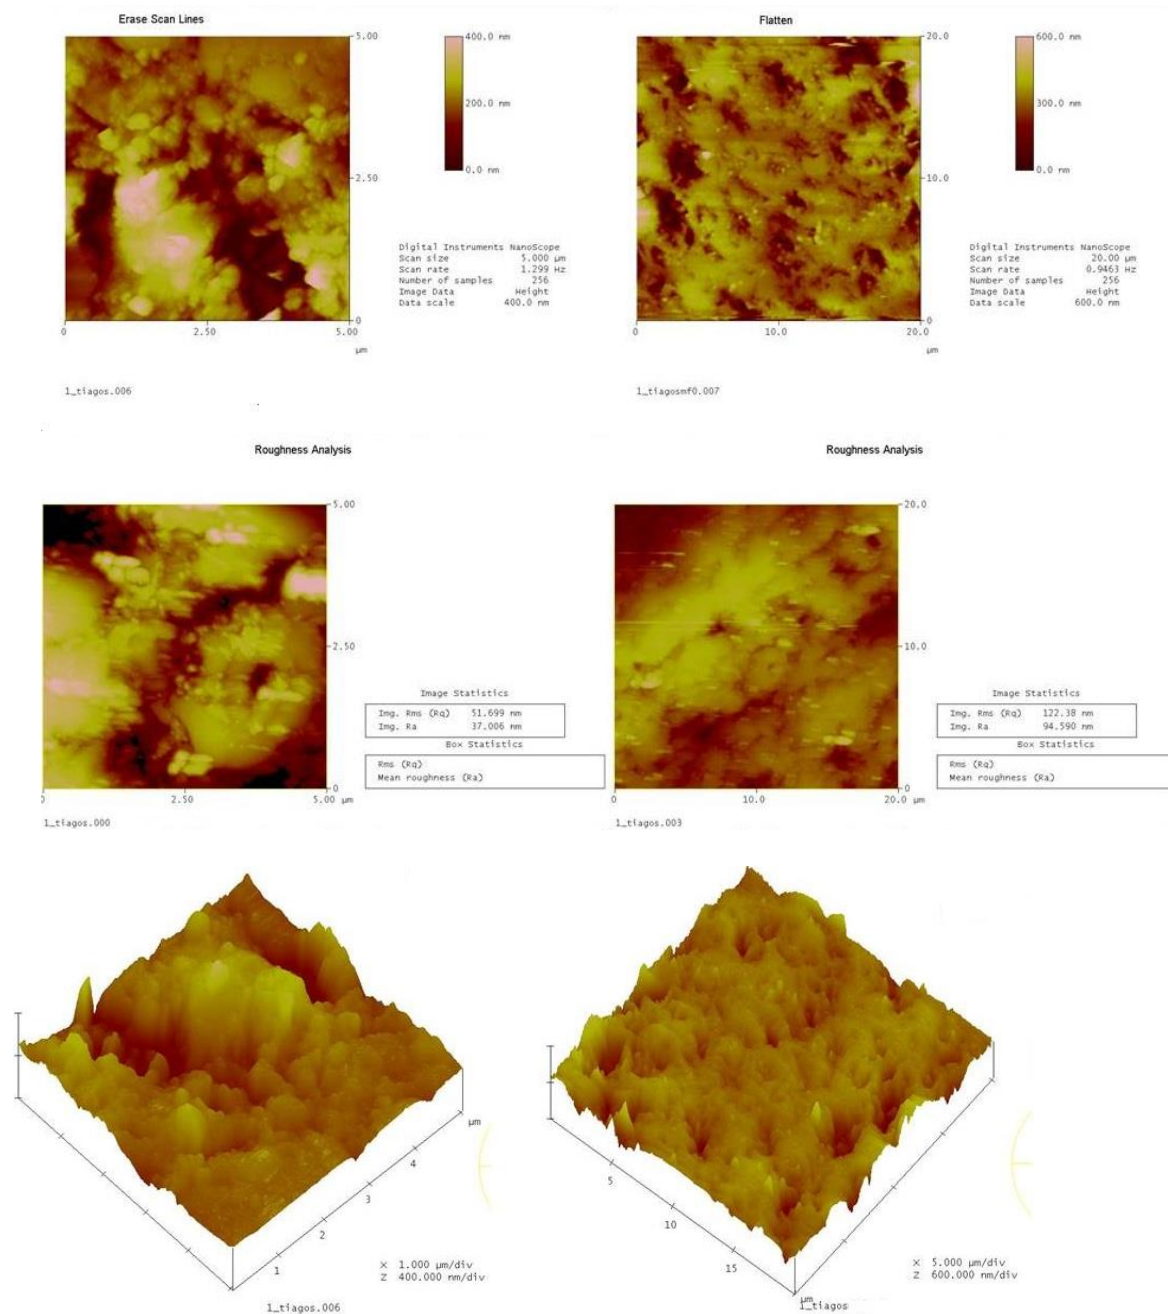 Erase Scan Lines
400.0 nm
200.0 nm
0.0 nm
5.00
2.50
0
0
2.50
5.00
µm
Digital Instruments NanoScope
Scan size 5.000 µm
Scan rate 1.299 Hz
Number of samples 256
Image Data Height
Data scale 400.0 nm
1_tiagos.006
Flatten
600.0 nm
300.0 nm
0.0 nm
20.0
10.0
0
0
10.0
20.0
µm
Digital Instruments NanoScope
Scan size 20.00 µm
Scan rate 0.9463 Hz
Number of samples 256
Image Data Height
Data scale 600.0 nm
1_tiagosmf0.007
Roughness Analysis
5.00
2.50
0
0
2.50
5.00 µm
Image Statistics
Img. Rms (Rq) 51.699 nm
Img. Ra 37.006 nm
Box Statistics
Rms (Rq)
Mean roughness (Ra)
1_tiagos.000
Roughness Analysis
20.0
10.0
0
0
10.0
20.0 µm
Image Statistics
Img. Rms (Rq) 122.38 nm
Img. Ra 94.590 nm
Box Statistics
Rms (Rq)
Mean roughness (Ra)
1_tiagos.003
µm
4
3
2
1
X 1.000 µm/div
Z 400.000 nm/div
1_tiagos.006
5
10
15
µm
X 5.000 µm/div
Z 600.000 nm/div
1_tiagos